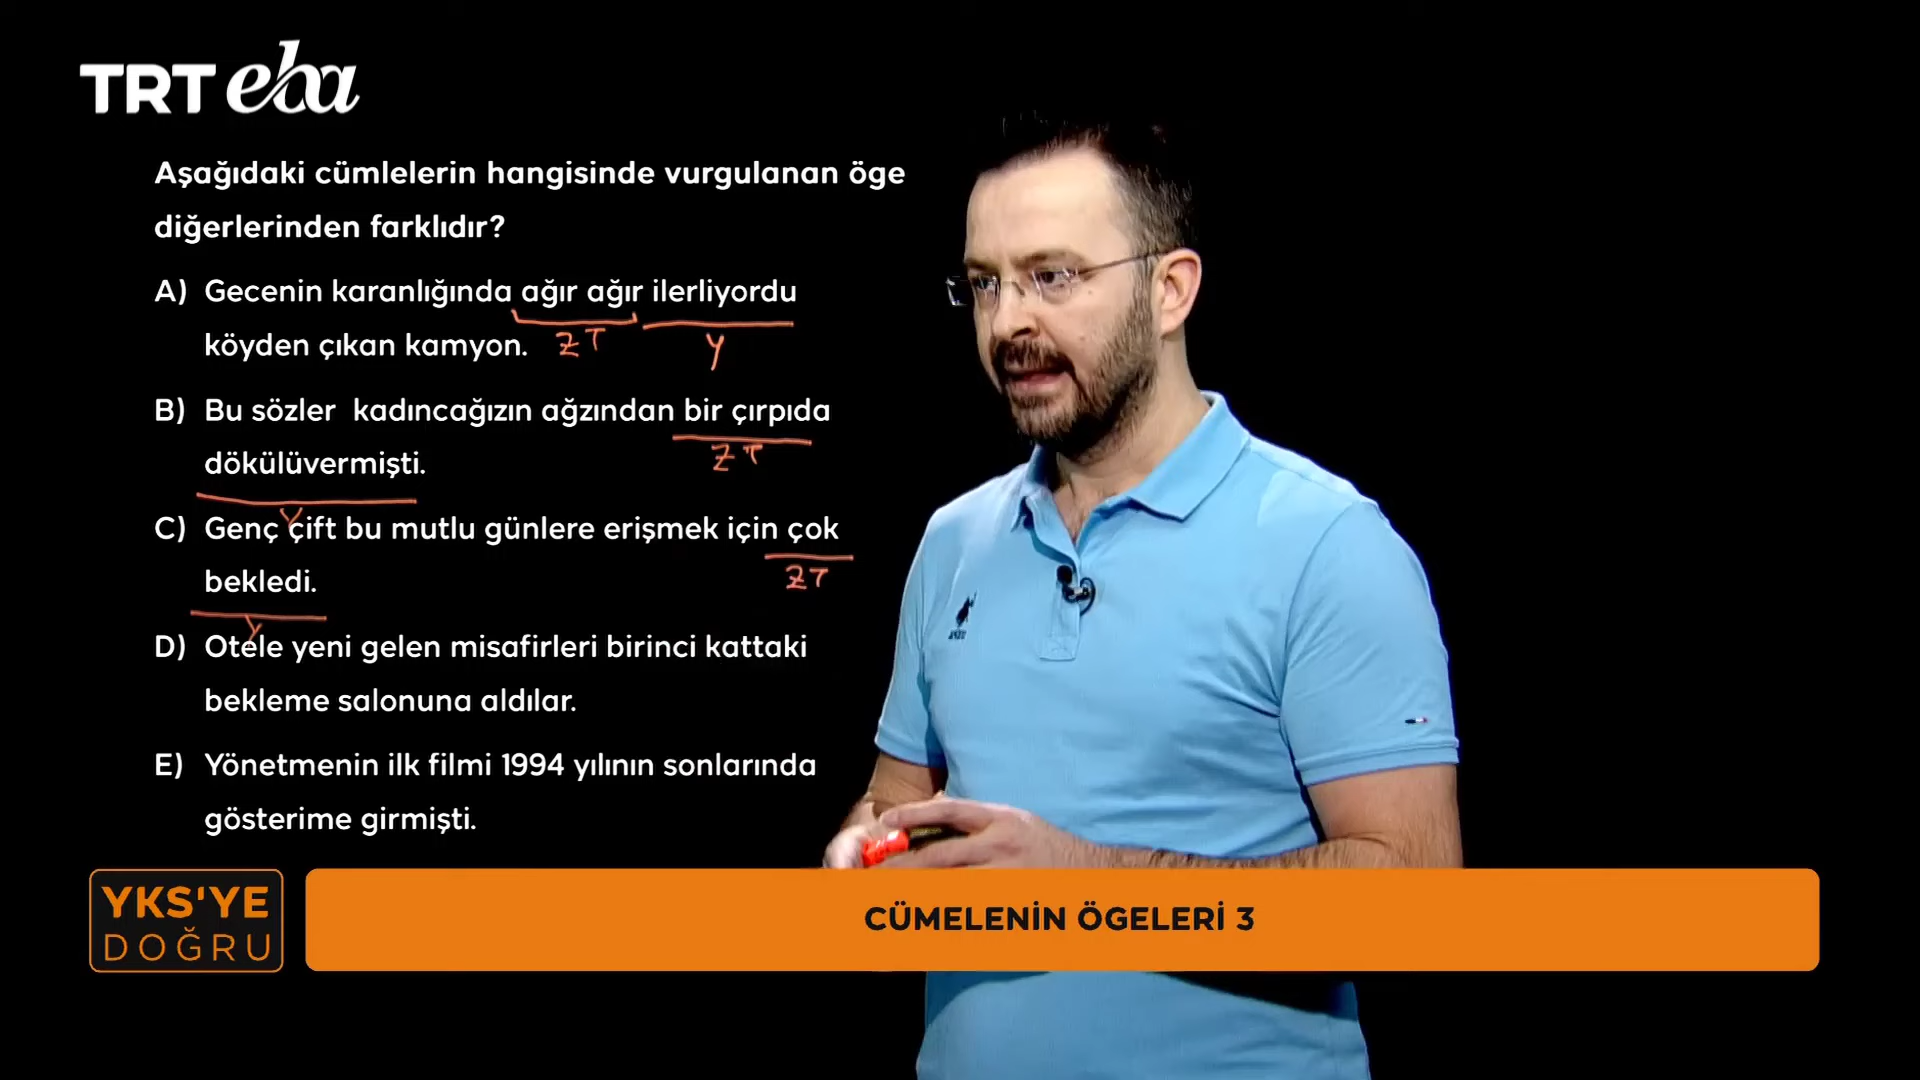 TRT eba
Aşağıdaki cümlelerin hangisinde vurgulanan öge
diğerlerinden farklıdır?
A) Gecenin karanlığında ağır ağır ilerliyordu
köyden çıkan kamyon.
ZT
Y
B) Bu sözler kadıncağızın ağzından bir çırpıda
ZT
dökülüvermişti.
Y
C) Genç çift bu mutlu günlere erişmek için çok
ZT
bekledi.
Y
D) Otele yeni gelen misafirleri birinci kattaki
bekleme salonuna aldılar.
E) Yönetmenin ilk filmi 1994 yılının sonlarında
gösterime girmişti.
YKS'YE
DOĞRU
CÜMELENİN ÖGELERİ 3